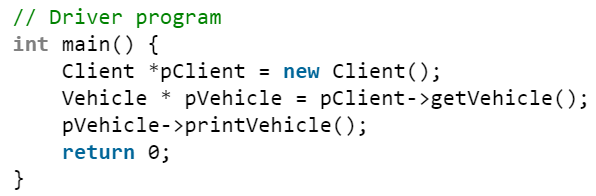 // Driver program
int main() {
    Client *pClient = new Client();
    Vehicle * pVehicle = pClient->getVehicle();
    pVehicle->printVehicle();
    return 0;
}